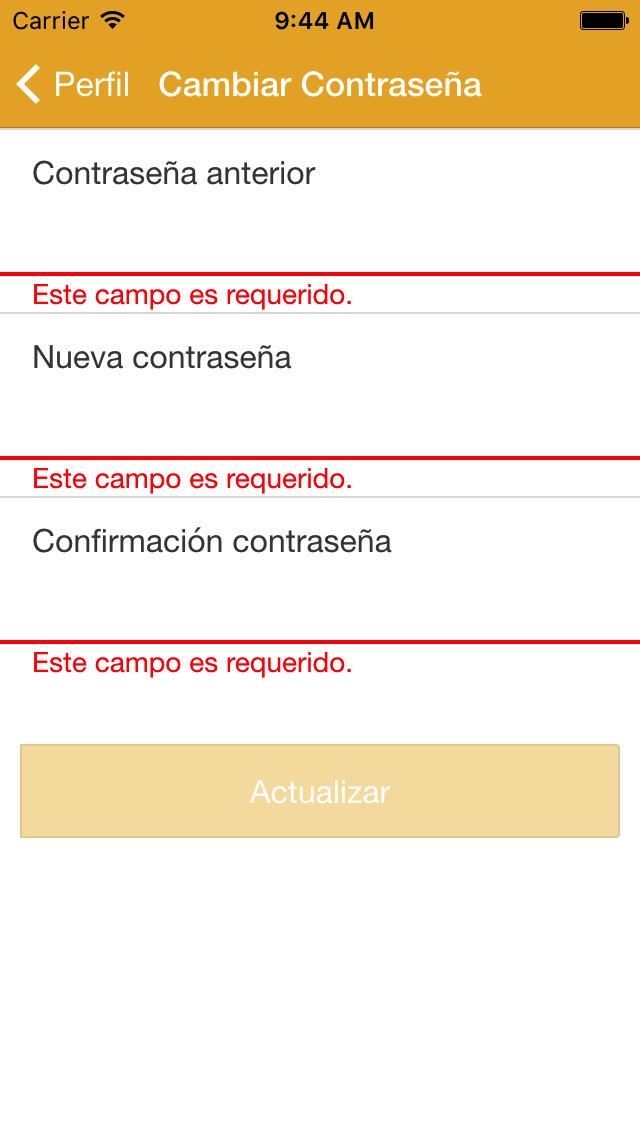 Carrier 9:44 AM
Perfil Cambiar Contraseña
Contraseña anterior
Este campo es requerido.
Nueva contraseña
Este campo es requerido.
Confirmación contraseña
Este campo es requerido.
Actualizar